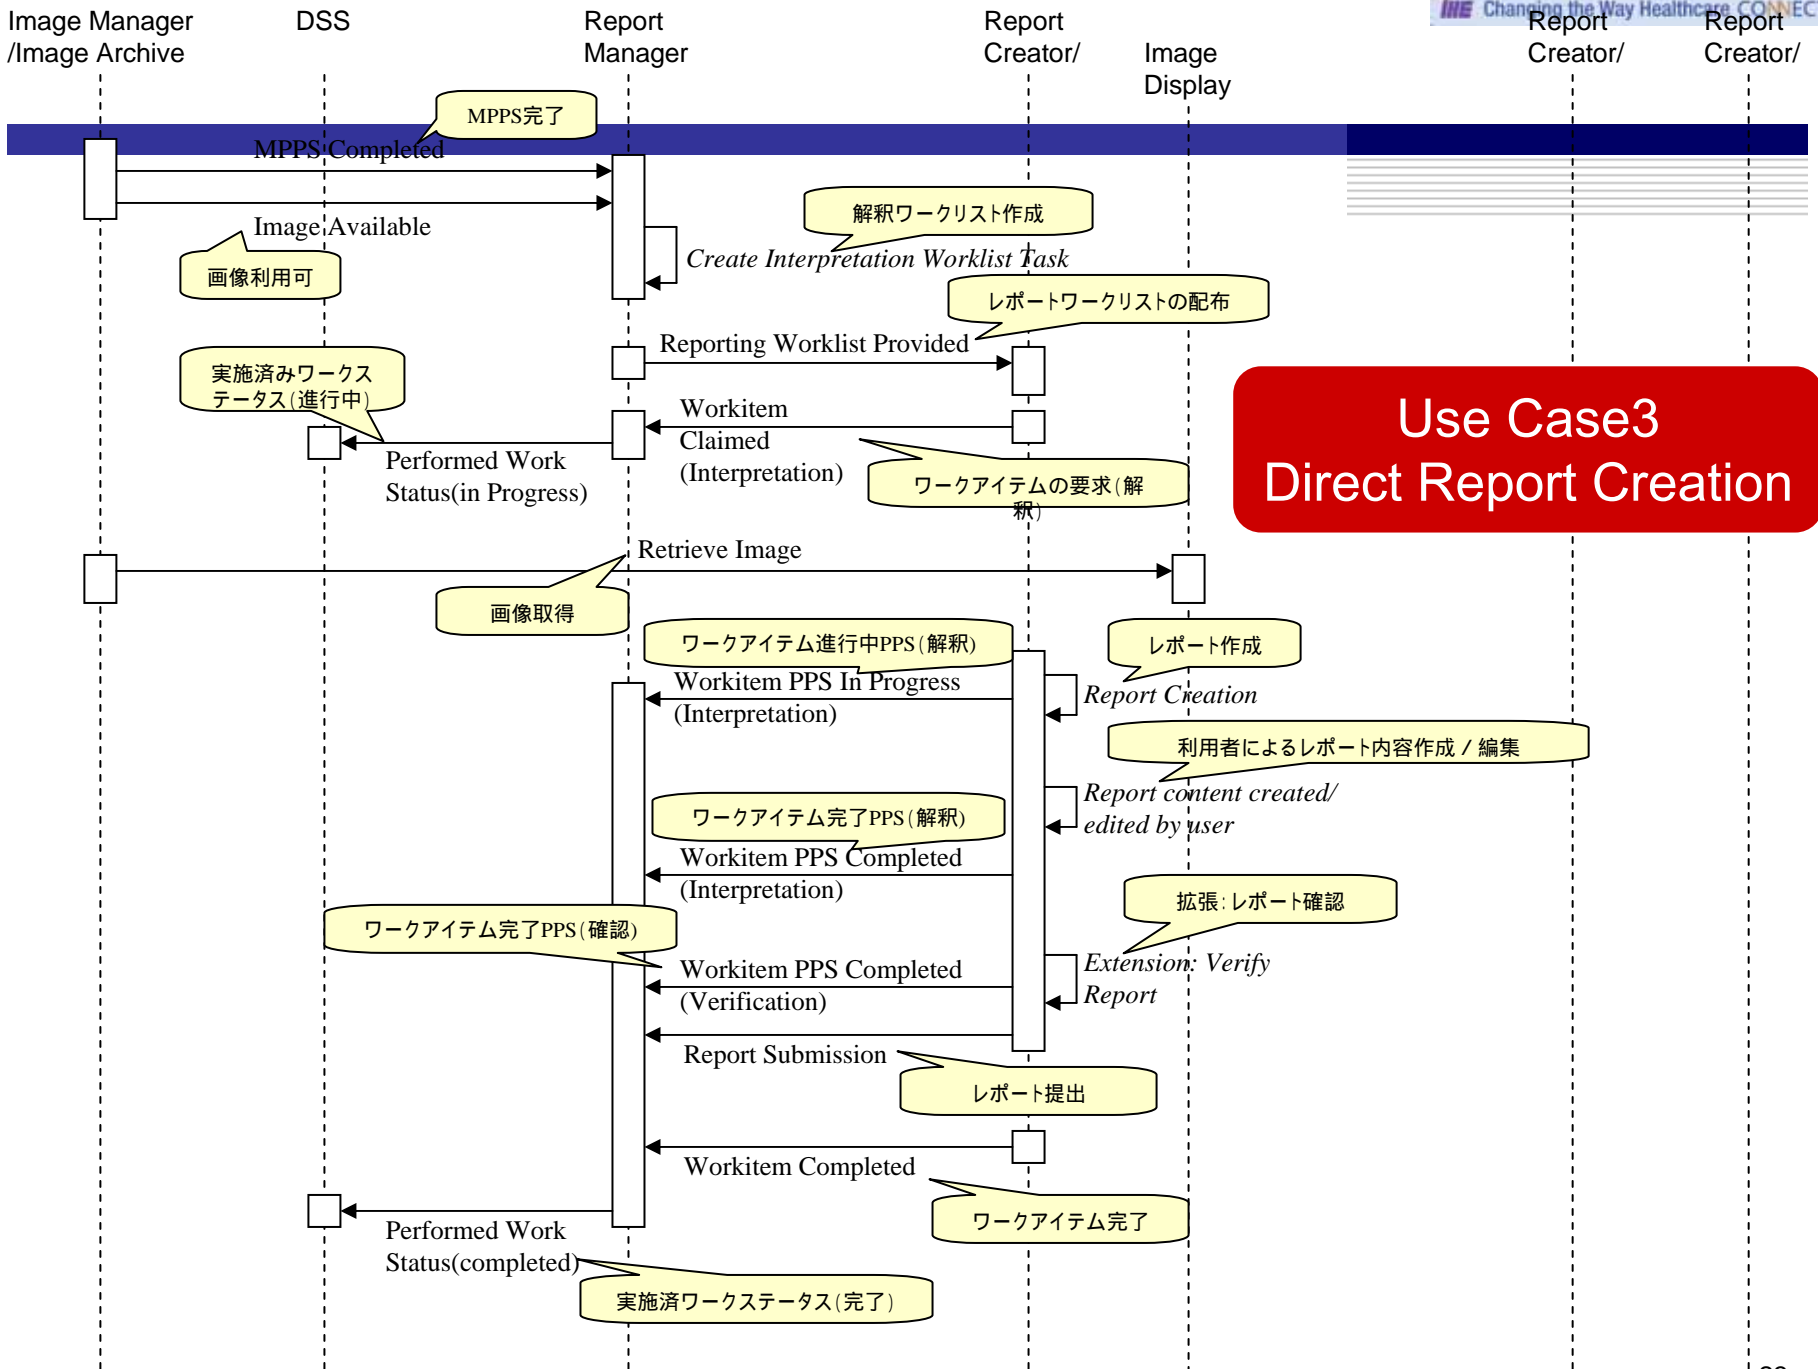 Image Manager
/Image Archive
DSS
Report
Manager
Report
Creator/
Image
Display
IHE Changing the Way Healthcare CONNEC
Report
Creator/
Report
Creator/
MPPS完了
MPPS Completed
Image Available
画像利用可
解釈ワークリスト作成
Create Interpretation Worklist Task
レポートワークリストの配布
Reporting Worklist Provided
実施済みワークス
テータス(進行中)
Workitem
Claimed
(Interpretation)
Performed Work
Status(in Progress)
ワークアイテムの要求(解
釈)
Use Case3
Direct Report Creation
Retrieve Image
画像取得
ワークアイテム進行中PPS(解釈)
レポート作成
Workitem PPS In Progress
(Interpretation)
Report Creation
利用者によるレポート内容作成 / 編集
Report content created/
edited by user
ワークアイテム完了PPS(解釈)
Workitem PPS Completed
(Interpretation)
拡張:レポート確認
ワークアイテム完了PPS(確認)
Workitem PPS Completed
(Verification)
Extension: Verify
Report
Report Submission
レポート提出
Workitem Completed
ワークアイテム完了
Performed Work
Status(completed)
実施済ワークステータス(完了)